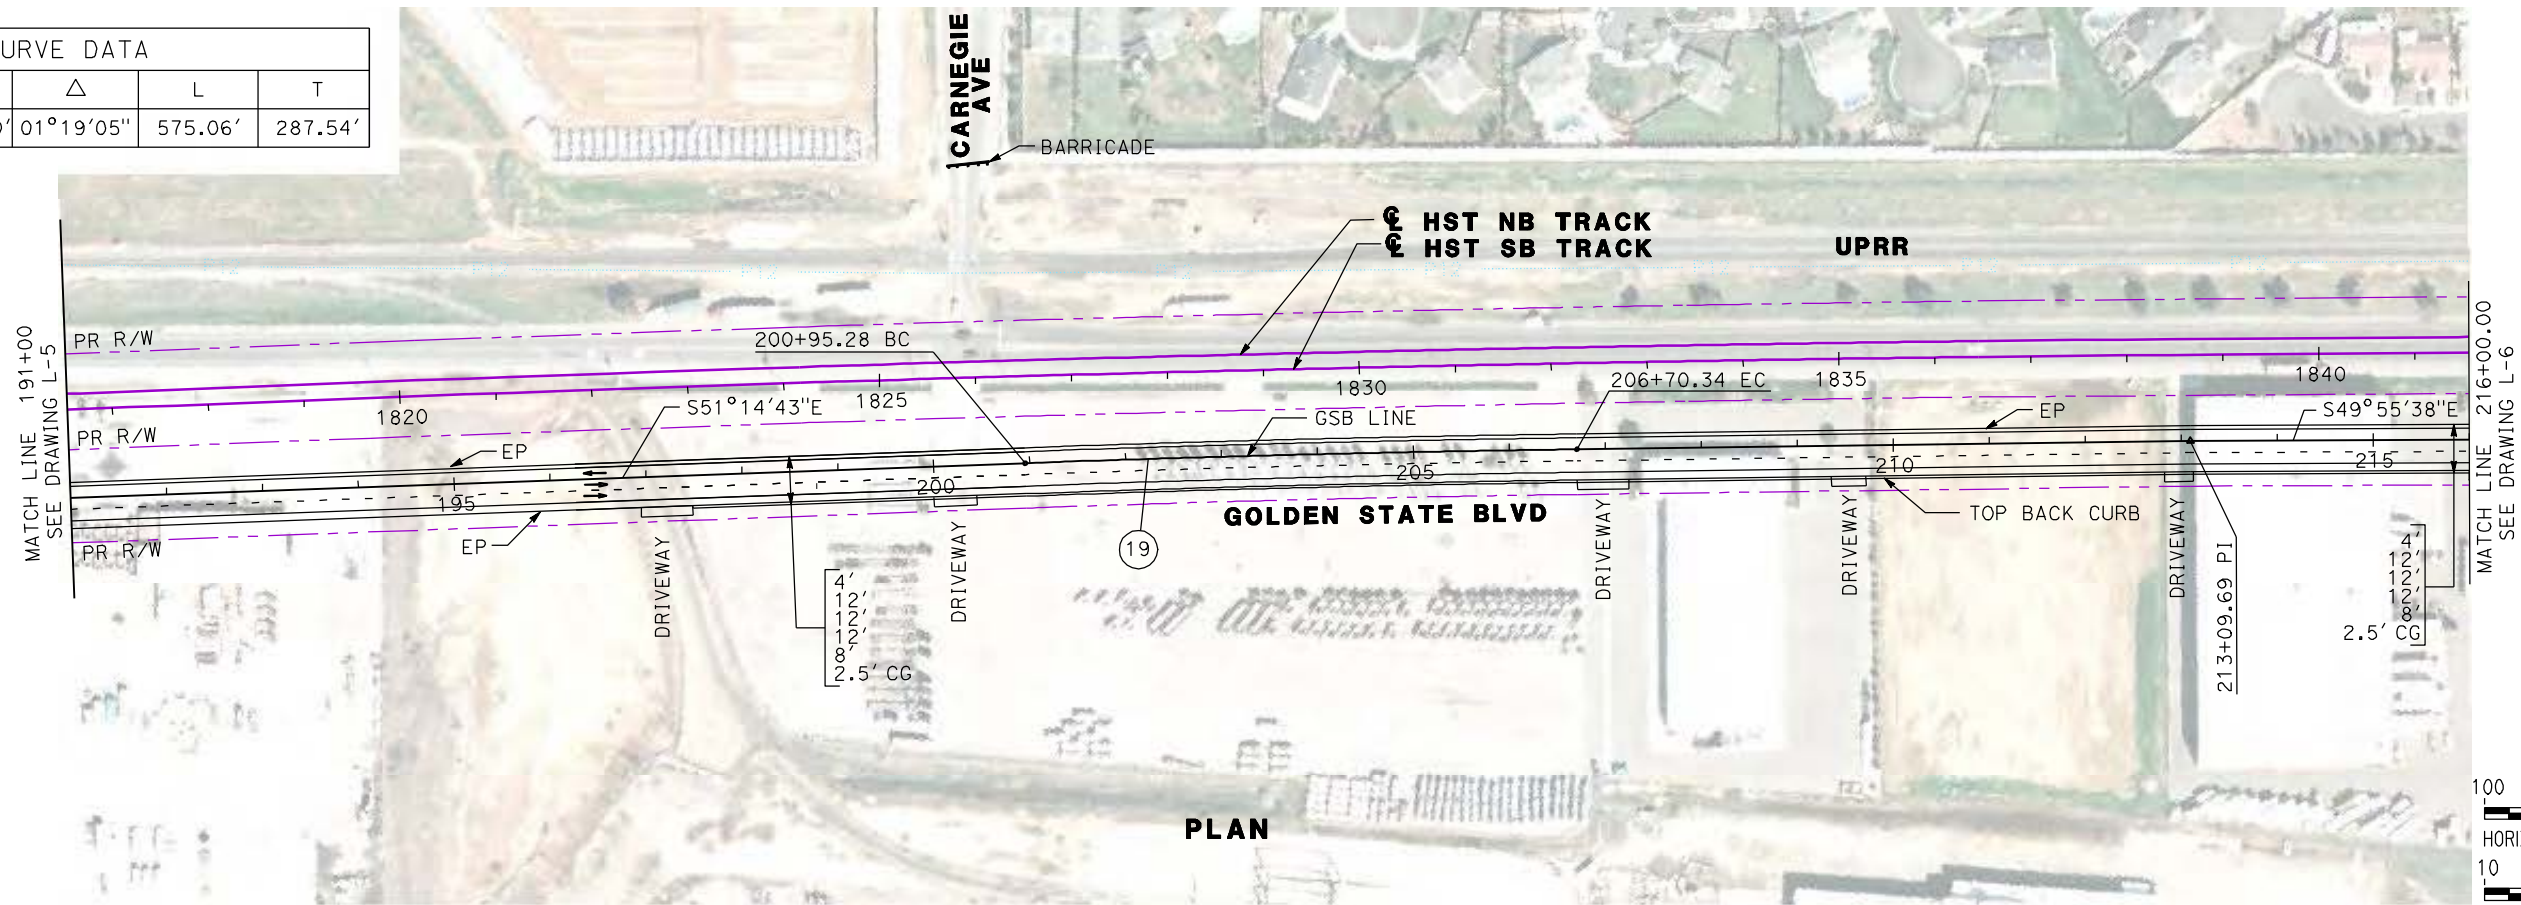 URVE DATA
△ L T
01°19'05" 575.06' 287.54'
CARNEGIE
AVE
BARRICADE
℄ HST NB TRACK
℄ HST SB TRACK
UPRR
MATCH LINE 191+00
SEE DRAWING L-5
PR R/W
PR R/W
PR R/W
200+95.28 BC
206+70.34 EC
1820
1825
1830
1835
1840
S51°14'43"E
GSB LINE
EP
S49°55'38"E
EP
EP
195
200
205
210
215
GOLDEN STATE BLVD
TOP BACK CURB
19
DRIVEWAY
DRIVEWAY
DRIVEWAY
DRIVEWAY
DRIVEWAY
213+09.69 PI
4'
12'
12'
12'
8'
2.5' CG
4'
12'
12'
12'
8'
2.5' CG
MATCH LINE 216+00.00
SEE DRAWING L-6
PLAN
100
HORI
10